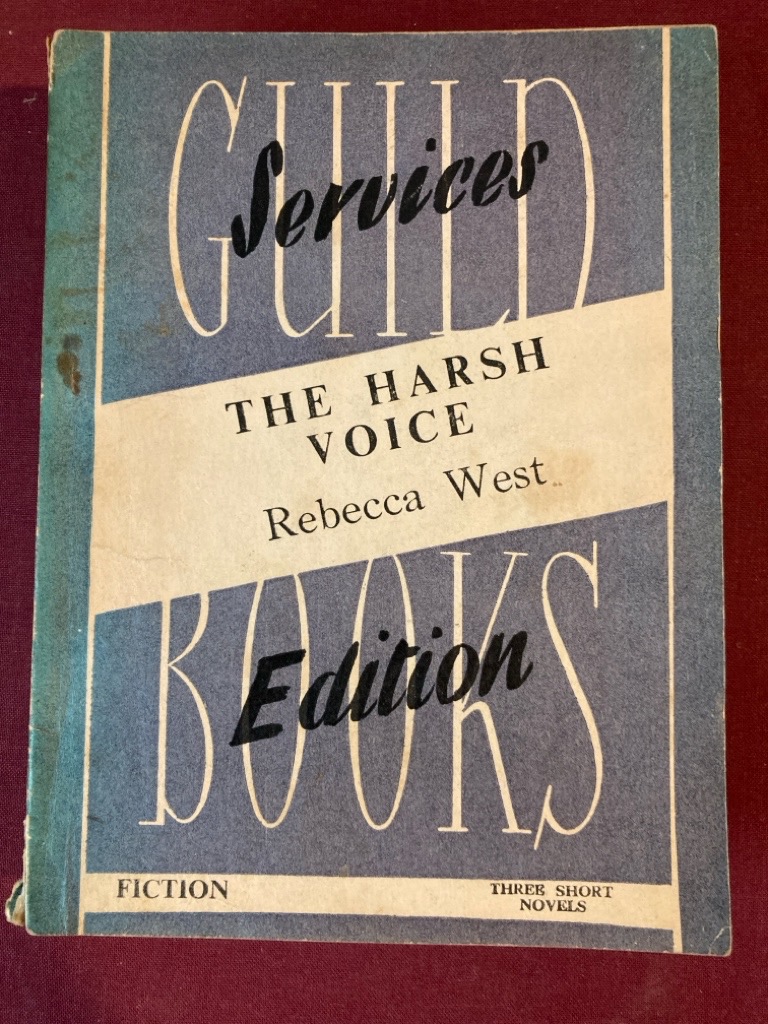 GUILD
Services
THE HARSH
VOICE
Rebecca West
BOOKS
Edition
FICTION
THREE SHORT
NOVELS